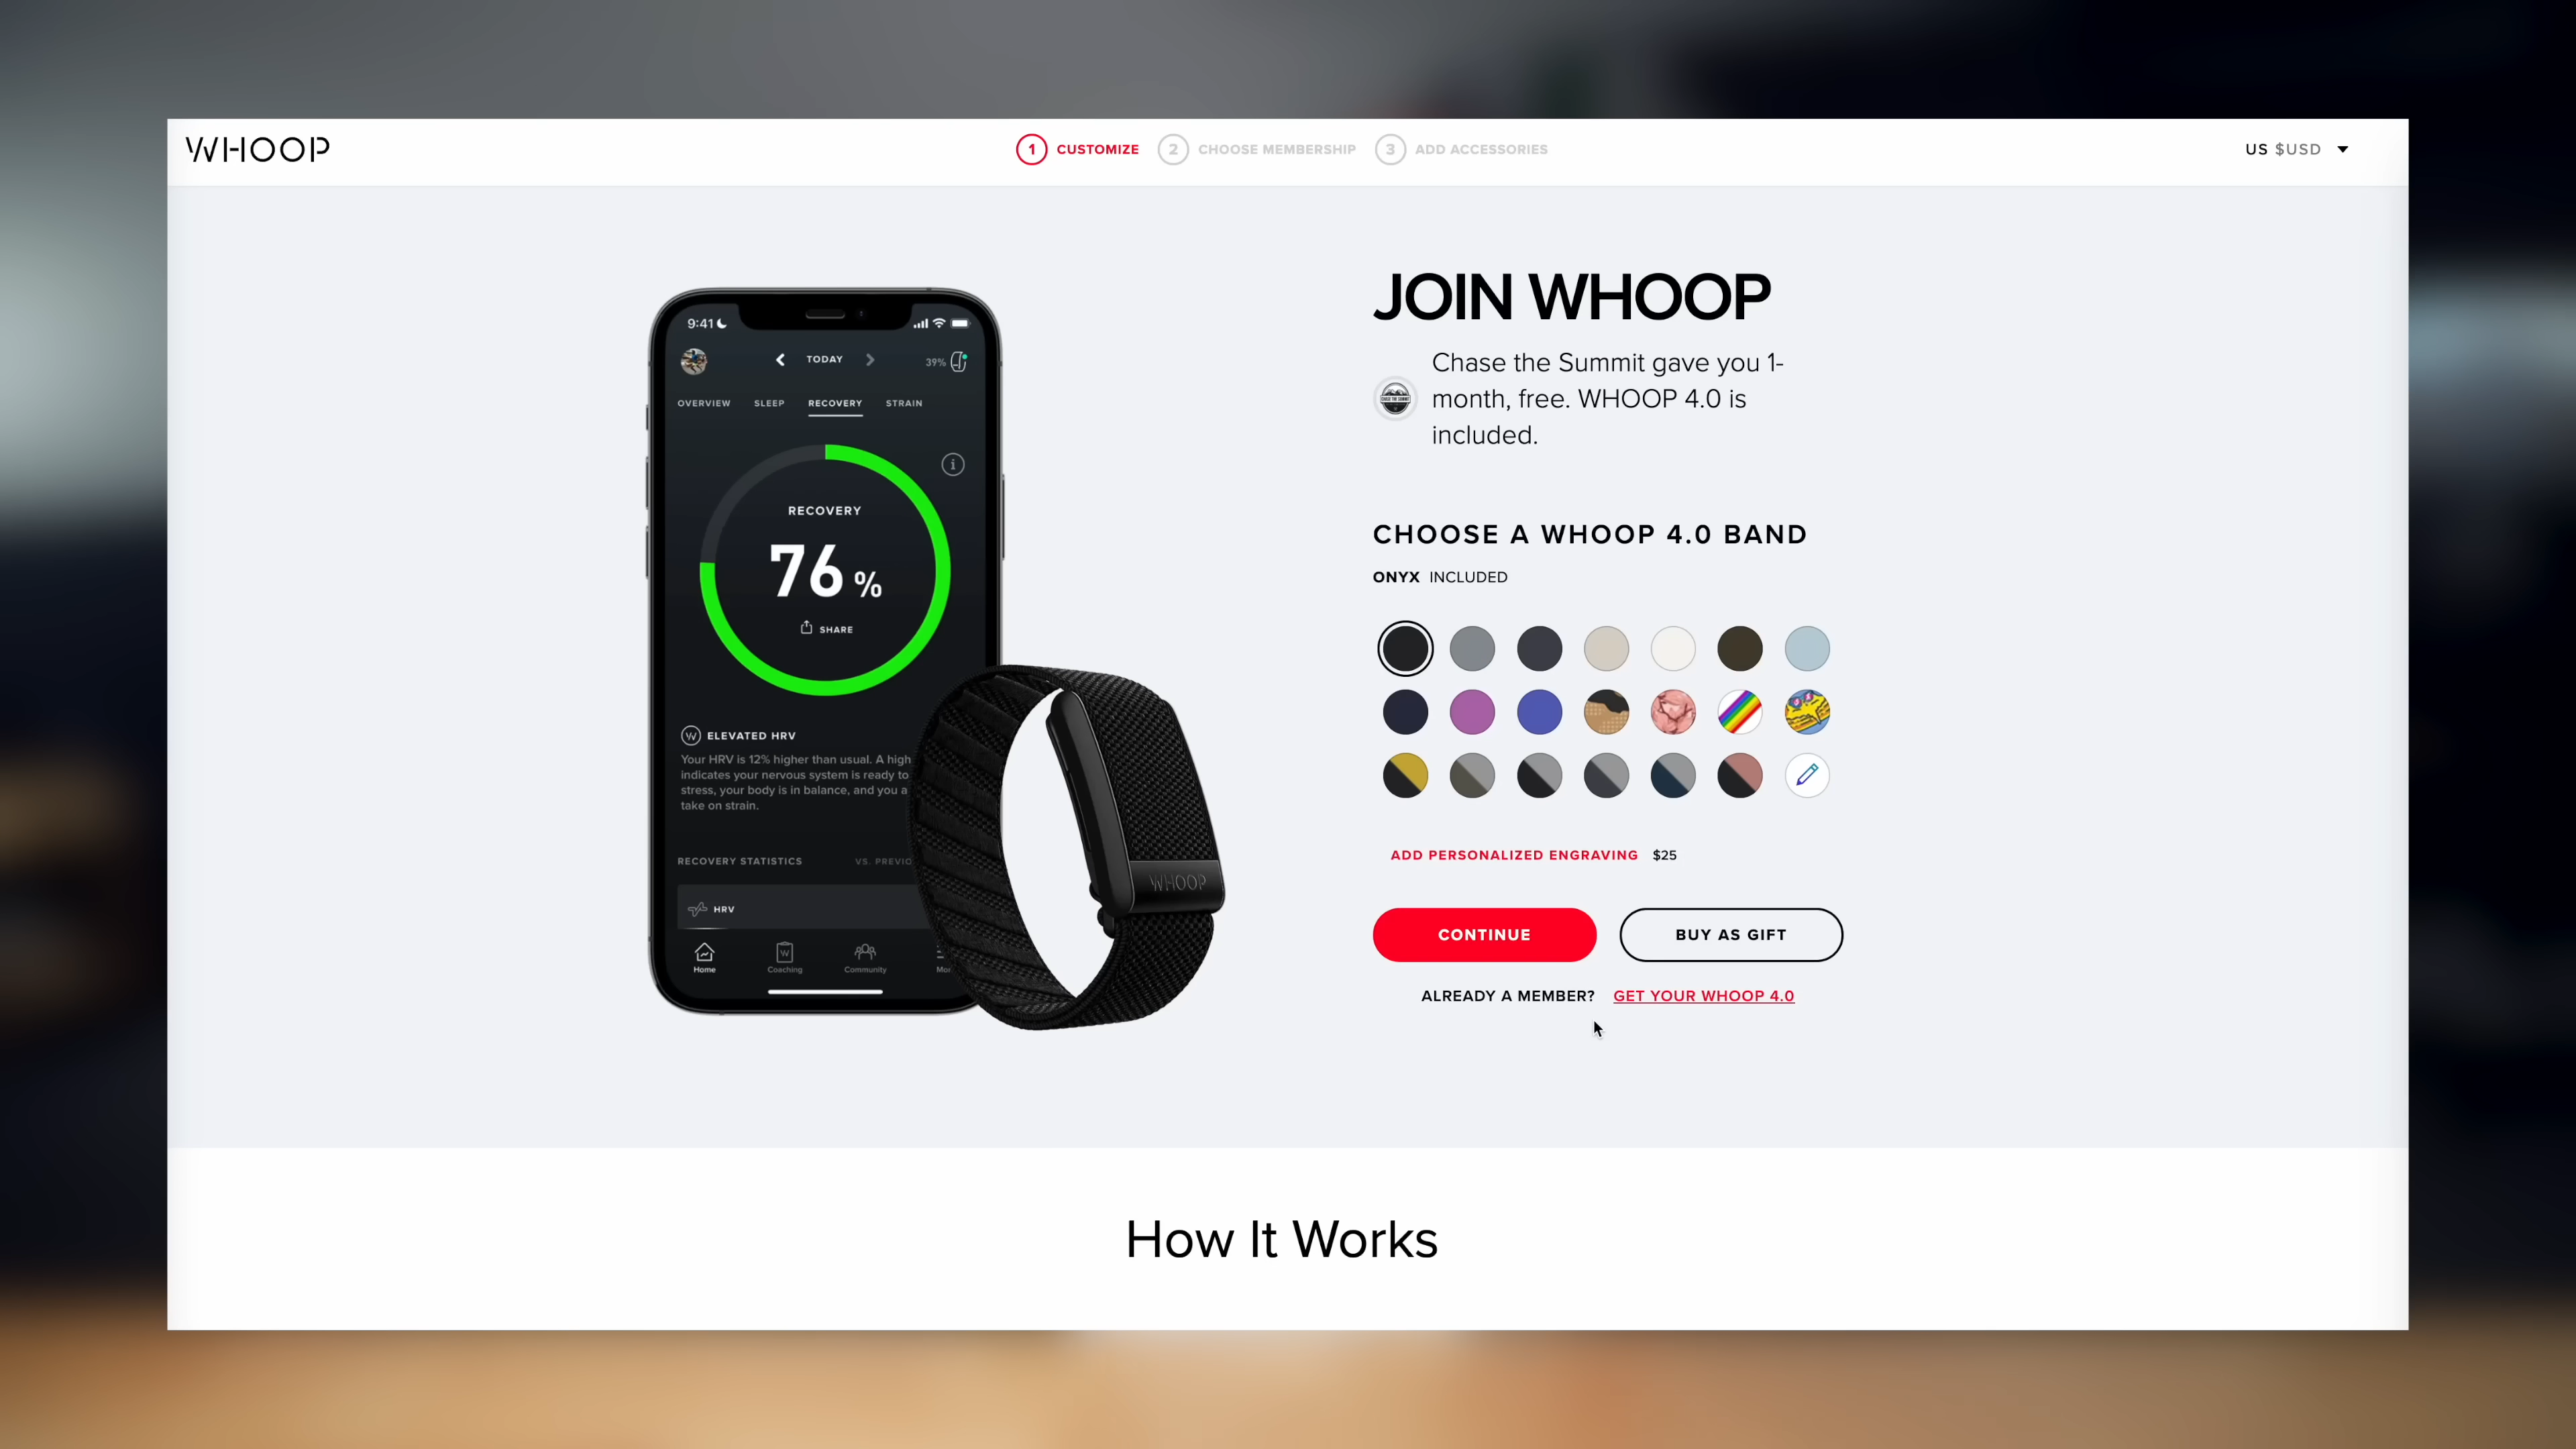 WHOOP
1 CUSTOMIZE 2 CHOOSE MEMBERSHIP 3 ADD ACCESSORIES
US $USD
9:41
TODAY
39%
OVERVIEW SLEEP RECOVERY STRAIN
RECOVERY
76 %
SHARE
ELEVATED HRV
Your HRV is 12% higher than usual. A high
indicates your nervous system is ready to
stress, your body is in balance, and you a
take on strain.
RECOVERY STATISTICS VS. PREVIO
HRV
Home Coaching Community Mo
WHOOP
JOIN WHOOP
Chase the Summit gave you 1-
month, free. WHOOP 4.0 is
included.
CHOOSE A WHOOP 4.0 BAND
ONYX INCLUDED
ADD PERSONALIZED ENGRAVING $25
CONTINUE
BUY AS GIFT
ALREADY A MEMBER? GET YOUR WHOOP 4.0
How It Works